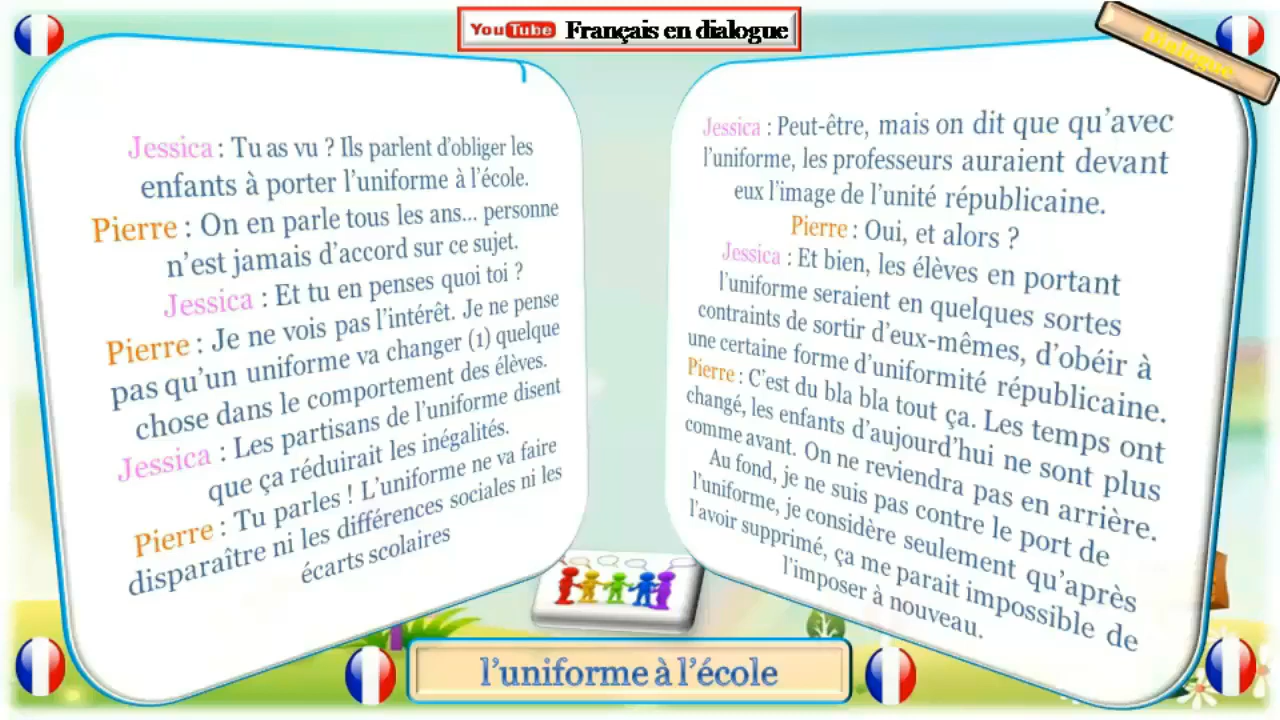 YouTube Français en dialogue
Dialogue
Jessica : Tu as vu ? Ils parlent d'obliger les
enfants à porter l'uniforme à l'école.
Pierre : On en parle tous les ans... personne
n'est jamais d'accord sur ce sujet.
Jessica : Et tu en penses quoi toi ?
Pierre : Je ne vois pas l'intérêt. Je ne pense
pas qu'un uniforme va changer (1) quelque
chose dans le comportement des élèves.
Jessica : Les partisans de l'uniforme disent
que ça réduirait les inégalités.
Pierre : Tu parles ! L'uniforme ne va faire
disparaître ni les différences sociales ni les
écarts scolaires
Jessica : Peut-être, mais on dit que qu'avec
l'uniforme, les professeurs auraient devant
eux l'image de l'unité républicaine.
Pierre : Oui, et alors ?
Jessica : Et bien, les élèves en portant
l'uniforme seraient en quelques sortes
contraints de sortir d'eux-mêmes, d'obéir à
une certaine forme d'uniformité républicaine.
Pierre : C'est du bla bla tout ça. Les temps ont
changé, les enfants d'aujourd'hui ne sont plus
comme avant. On ne reviendra pas en arrière.
Au fond, je ne suis pas contre le port de
l'uniforme, je considère seulement qu'après
l'avoir supprimé, ça me parait impossible de
l'imposer à nouveau.
l'uniforme à l'école